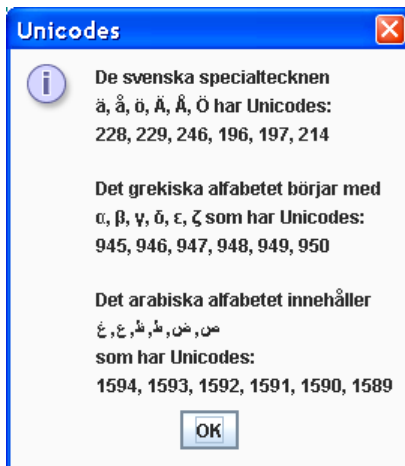 Unicodes
De svenska specialtecknen
ä, å, ö, Ä, Å, Ö har Unicodes:
228, 229, 246, 196, 197, 214
Det grekiska alfabetet börjar med
α, β, γ, δ, ε, ζ som har Unicodes:
945, 946, 947, 948, 949, 950
Det arabiska alfabetet innehåller
ص, ض, ط, ظ, ع, غ
som har Unicodes:
1594, 1593, 1592, 1591, 1590, 1589
OK